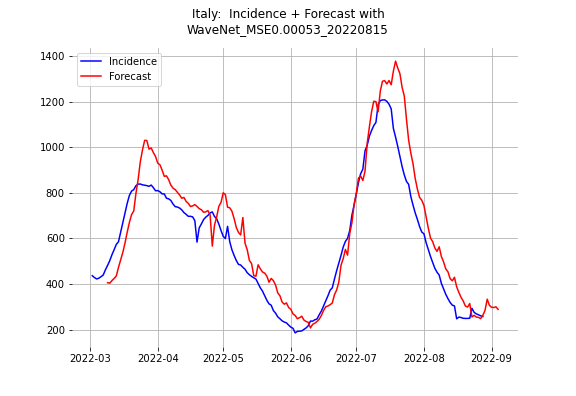 Italy:  Incidence + Forecast with
WaveNet_MSE0.00053_20220815
Incidence
Forecast
1400
1200
1000
800
600
400
200
2022-03 2022-04 2022-05 2022-06 2022-07 2022-08 2022-09